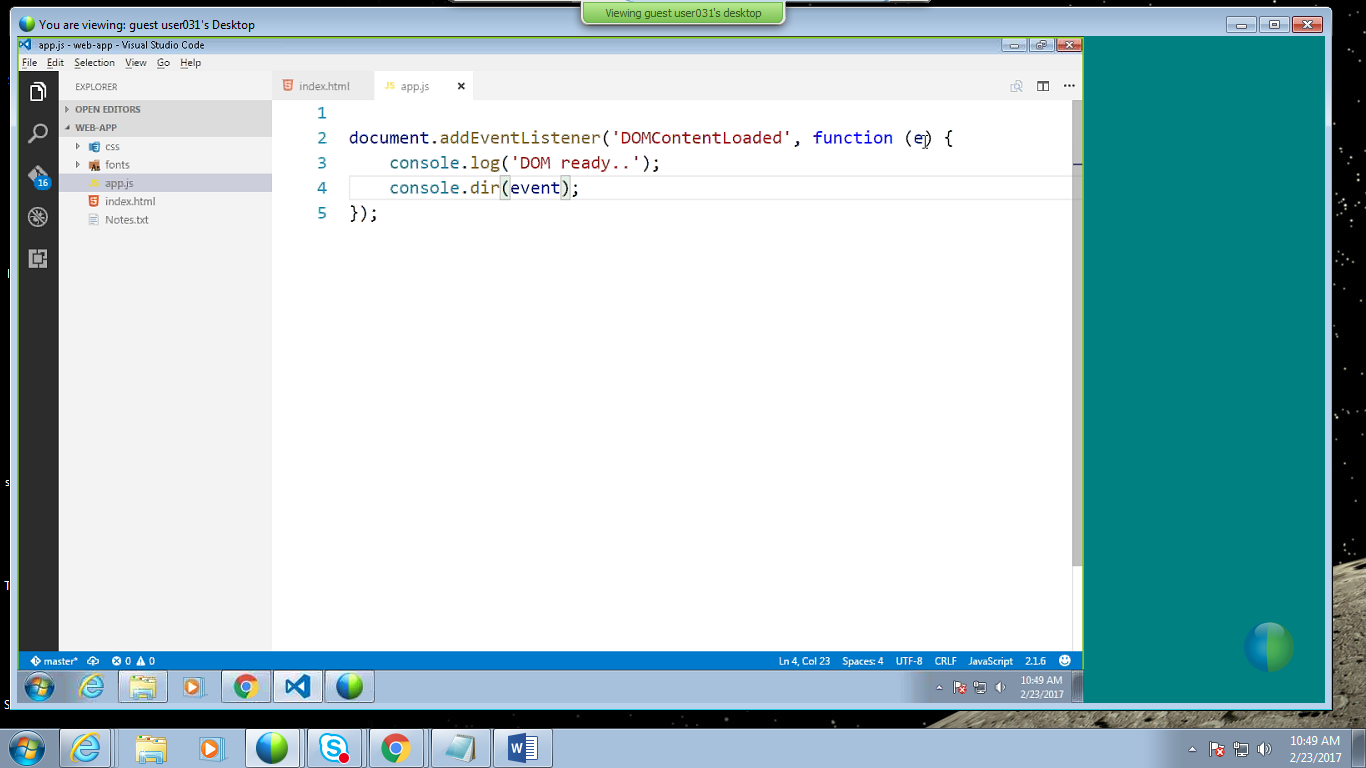 Viewing guest user031's desktop
You are viewing: guest user031's Desktop
app.js - web-app - Visual Studio Code
File Edit Selection View Go Help
EXPLORER
index.html
JS app.js
OPEN EDITORS
WEB-APP
css
fonts
JS app.js
index.html
Notes.txt
16
1
2 document.addEventListener('DOMContentLoaded', function (e) {
3 console.log('DOM ready..');
4 console.dir(event);
5 });
master* 0 0 Ln 4, Col 23 Spaces: 4 UTF-8 CRLF JavaScript 2.1.6
10:49 AM
2/23/2017
10:49 AM
2/23/2017